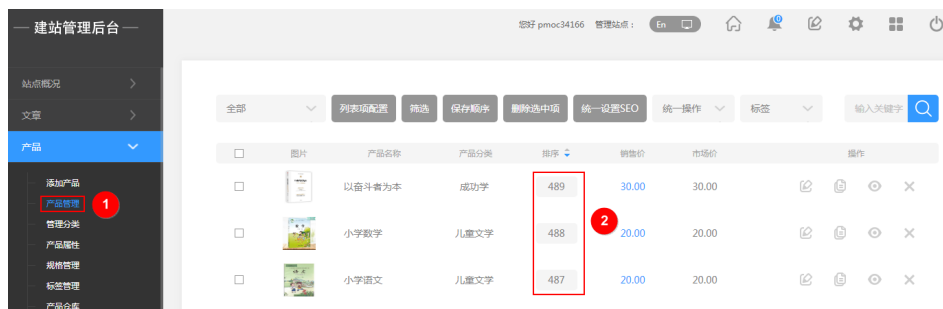 — 建站管理后台 —
您好 pmoc34166 管理站点： En
站点概况
文章
产品
添加产品
产品管理 1
管理分类
产品属性
规格管理
标签管理
产品仓库
全部 列表项配置 筛选 保存顺序 删除选中项 统一设置SEO 统一操作 标签 输入关键字
图片 产品名称 产品分类 排序 销售价 市场价 操作
以奋斗者为本 成功学 489 30.00 30.00
2
小学数学 儿童文学 488 20.00 20.00
小学语文 儿童文学 487 20.00 20.00